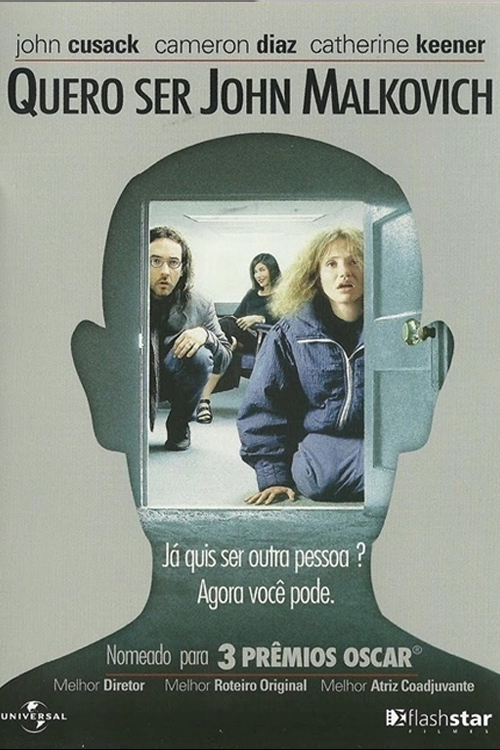 john cusack cameron diaz catherine keener
QUERO SER JOHN MALKOVICH
Já quis ser outra pessoa ?
Agora você pode.
Nomeado para 3 PRÊMIOS OSCAR®
Melhor Diretor Melhor Roteiro Original Melhor Atriz Coadjuvante
UNIVERSAL
flashstar
FILMES